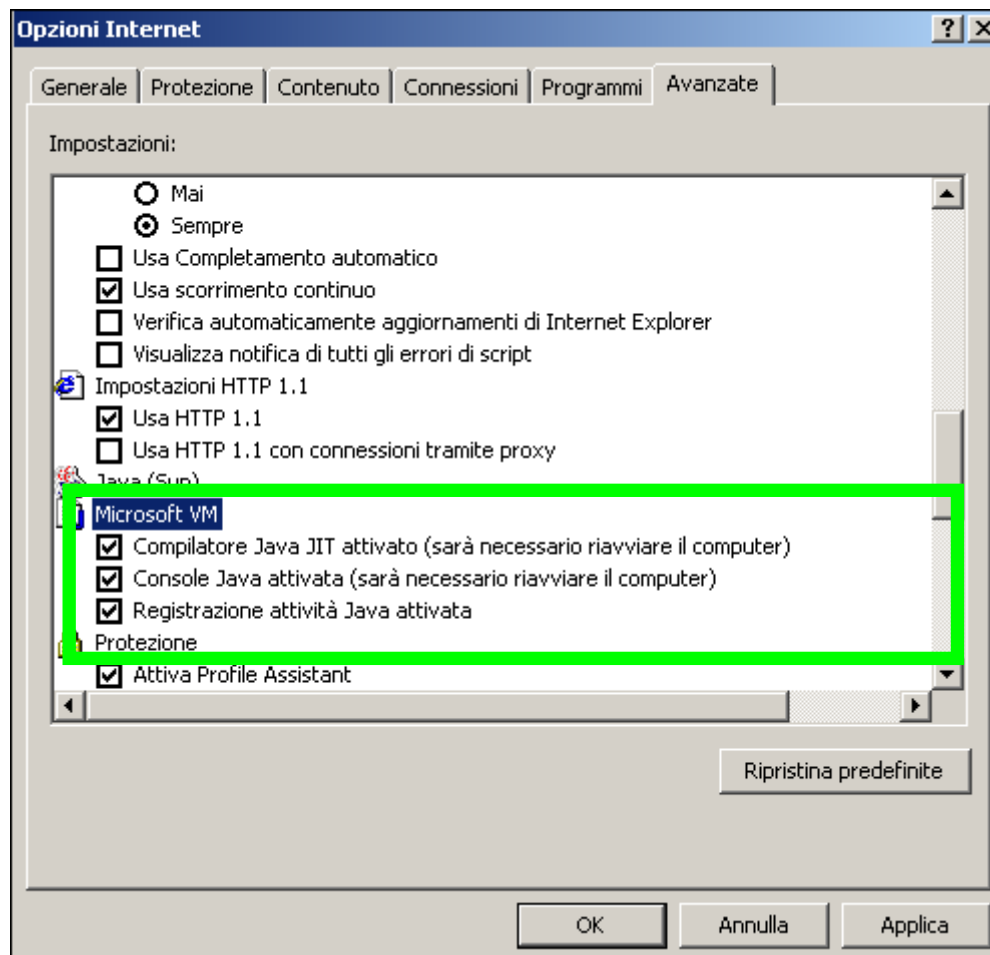 Opzioni Internet
Generale Protezione Contenuto Connessioni Programmi Avanzate
Impostazioni:
Mai
Sempre
Usa Completamento automatico
Usa scorrimento continuo
Verifica automaticamente aggiornamenti di Internet Explorer
Visualizza notifica di tutti gli errori di script
Impostazioni HTTP 1.1
Usa HTTP 1.1
Usa HTTP 1.1 con connessioni tramite proxy
Java (Sun)
Microsoft VM
Compilatore Java JIT attivato (sarà necessario riavviare il computer)
Console Java attivata (sarà necessario riavviare il computer)
Registrazione attività Java attivata
Protezione
Attiva Profile Assistant
Ripristina predefinite
OK Annulla Applica